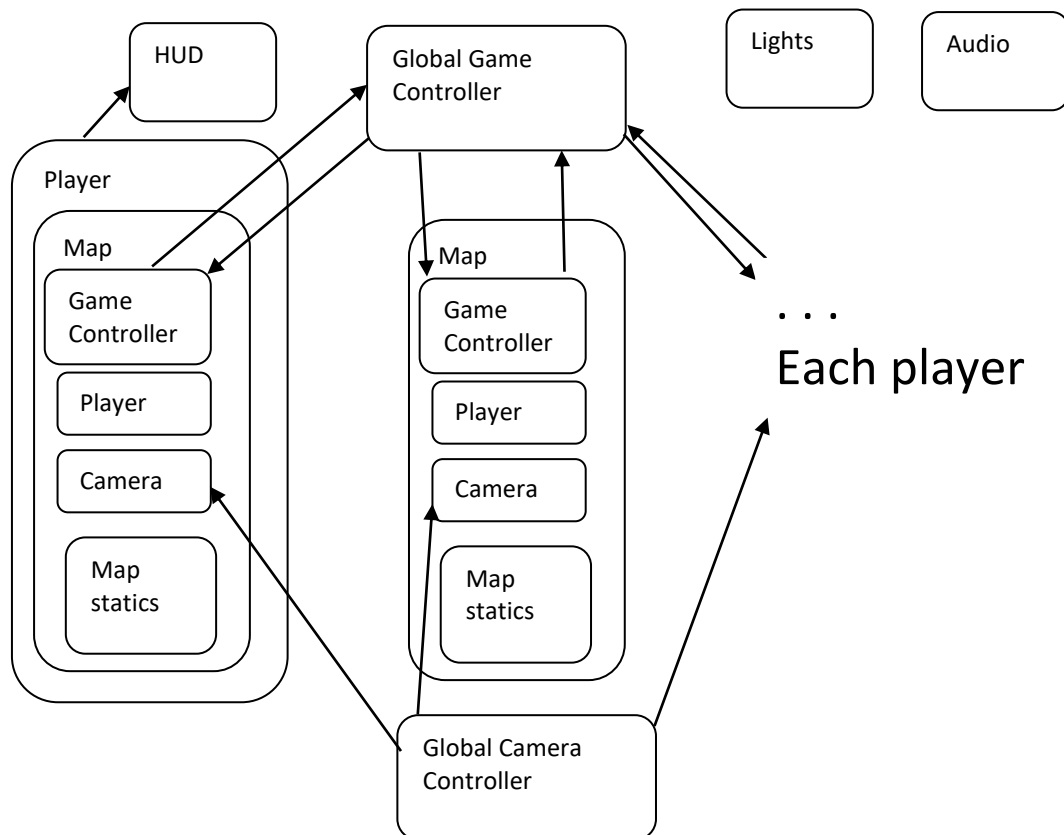 HUD
Global Game
Controller
Lights
Audio
Player
Map
Game
Controller
Player
Camera
Map
statics
Map
Game
Controller
Player
Camera
Map
statics
. . .
Each player
Global Camera
Controller